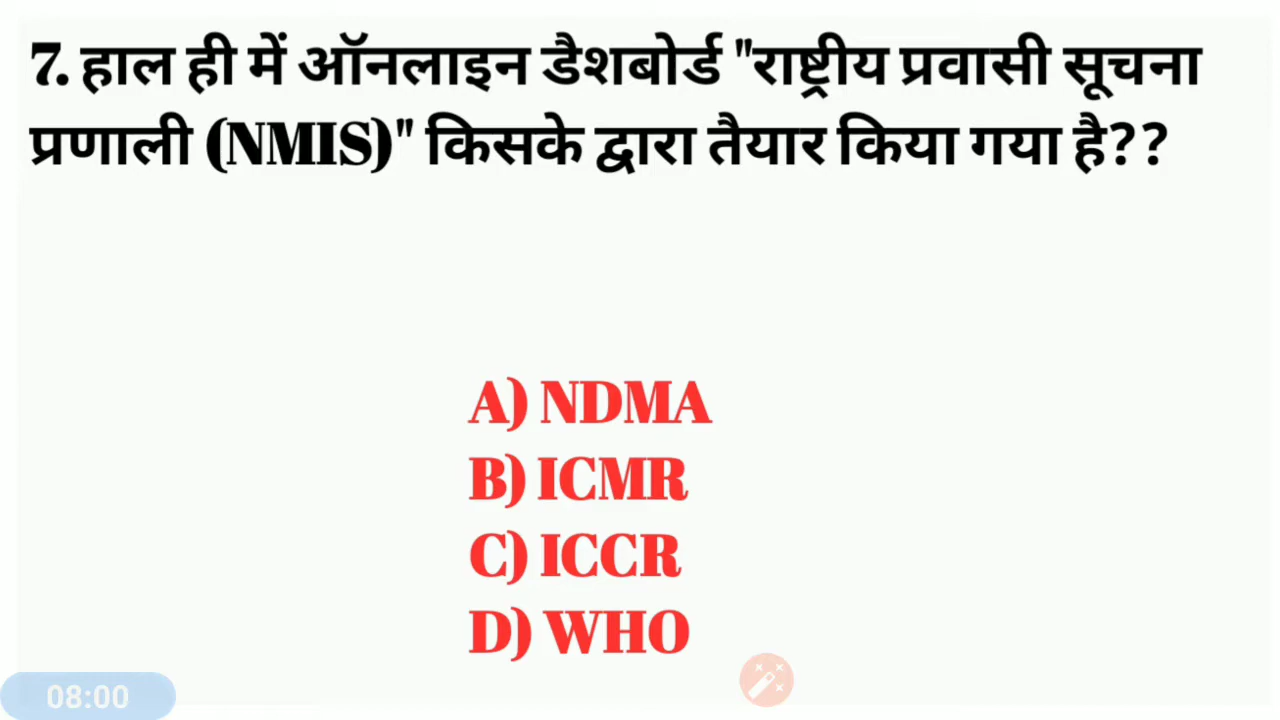 7. हाल ही में ऑनलाइन डैशबोर्ड "राष्ट्रीय प्रवासी सूचना
प्रणाली (NMIS)" किसके द्वारा तैयार किया गया है??
A) NDMA
B) ICMR
C) ICCR
D) WHO
08:00